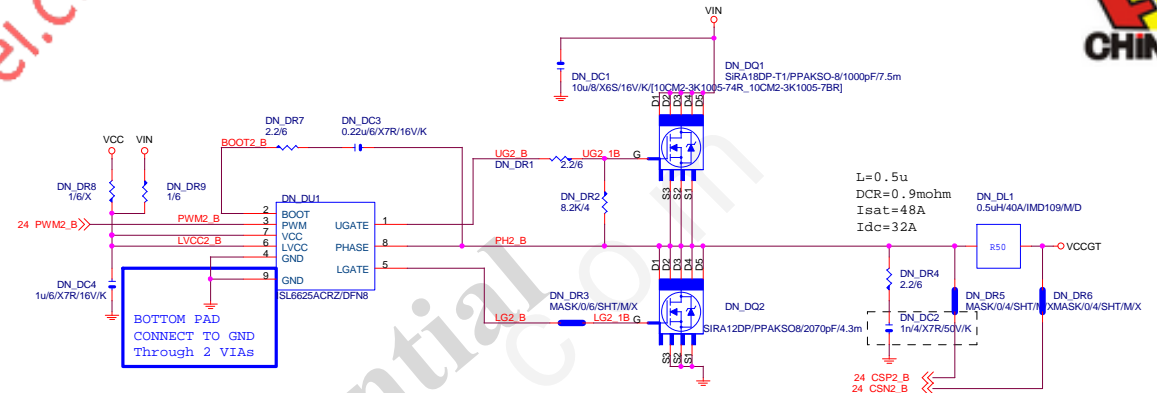 el.c
CHIN
VIN
DN_DQ1
SiRA18DP-T1/PPAKSO-8/1000pF/7.5m
DN_DC1
10u/8/X6S/16V/K/[10CM2-3K1005-74R_10CM2-3K1005-7BR]
D1
D2
D3
D4
D5
DN_DR7
2.2/6
DN_DC3
0.22u/6/X7R/16V/K
VCC
VIN
BOOT2_B
UG2_B
DN_DR1
2.2/6
UG2_1B
G
S3
S2
S1
DN_DR8
1/6/X
DN_DR9
1/6
DN_DR2
8.2K/4
L=0.5u
DCR=0.9mohm
Isat=48A
Idc=32A
DN_DL1
0.5uH/40A/IMD109/M/D
DN_DU1
24 PWM2_B
PWM2_B
LVCC2_B
2 BOOT
3 PWM
7 VCC
6 LVCC
4 GND
9 GND
UGATE 1
PHASE 8
LGATE 5
ISL6625ACRZ/DFN8
PH2_B
R50
VCCGT
D1
D2
D3
D4
D5
DN_DC4
1u/6/X7R/16V/K
BOTTOM PAD
CONNECT TO GND
Through 2 VIAs
DN_DR3
MASK/0/6/SHT/M/X
LG2_B
LG2_1B
G
DN_DQ2
SIRA12DP/PPAKSO8/2070pF/4.3m
S3
S2
S1
DN_DR4
2.2/6
DN_DR5
MASK/0/4/SHT/M/X
DN_DR6
MASK/0/4/SHT/M/X
DN_DC2
1n/4/X7R/50V/K
24 CSP2_B
24 CSN2_B
ential
com